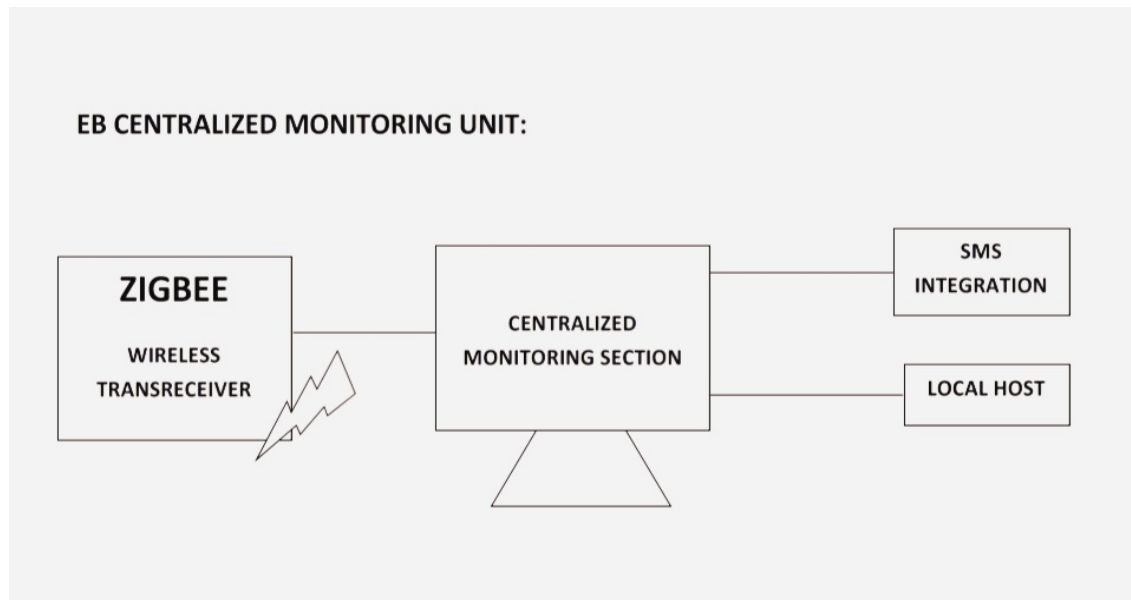 EB CENTRALIZED MONITORING UNIT:
ZIGBEE
WIRELESS
TRANSRECEIVER
CENTRALIZED
MONITORING SECTION
SMS
INTEGRATION
LOCAL HOST